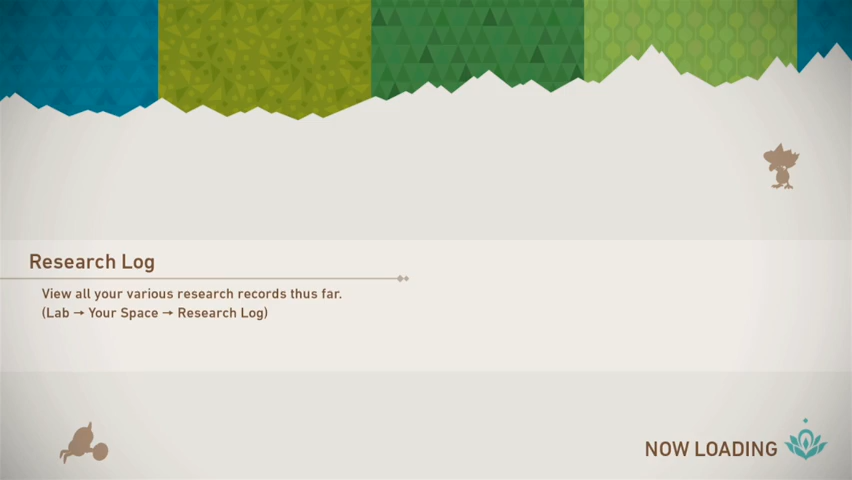 Research Log
View all your various research records thus far.
(Lab → Your Space → Research Log)
NOW LOADING